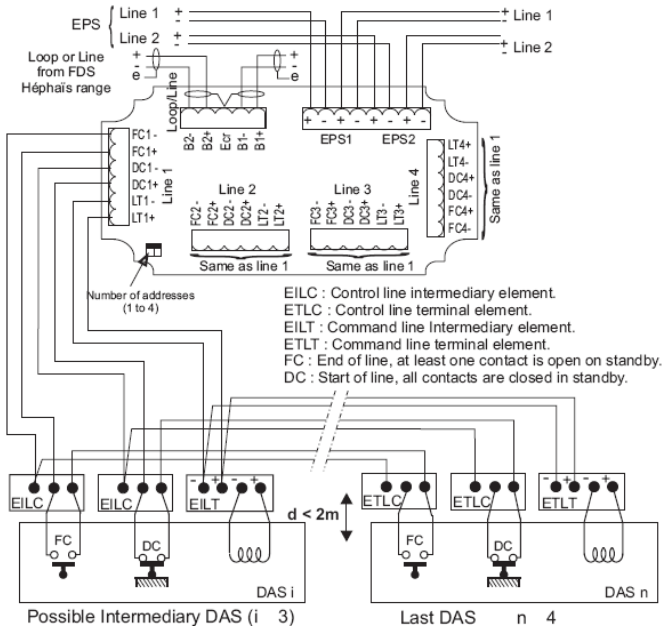 EPS
Line 1 +
-
Line 2 +
-
+ Line 1
-
+ Line 2
-
Loop or Line
from FDS
Héphaïs range
+
-
e
+
-
e
Loop/Line
B2-
B2+
Ecr
B1-
B1+
+ - + - + - + -
EPS1 EPS2
FC1-
FC1+
DC1-
DC1+
LT1-
LT1+
Line 1
Line 2
FC2-
FC2+
DC2-
DC2+
LT2-
LT2+
Same as line 1
Line 3
FC3-
FC3+
DC3-
DC3+
LT3-
LT3+
Same as line 1
Line 4
LT4+
LT4-
DC4+
DC4-
FC4+
FC4-
Same as line 1
Number of addresses
(1 to 4)
EILC : Control line intermediary element.
ETLC : Control line terminal element.
EILT : Command line Intermediary element.
ETLT : Command line terminal element.
FC : End of line, at least one contact is open on standby.
DC : Start of line, all contacts are closed in standby.
EILC
EILC
- + - +
EILT
d < 2m
ETLC
ETLC
- + - +
ETLT
FC
DC
DAS i
FC
DC
DAS n
Possible Intermediary DAS (i 3)
Last DAS n 4